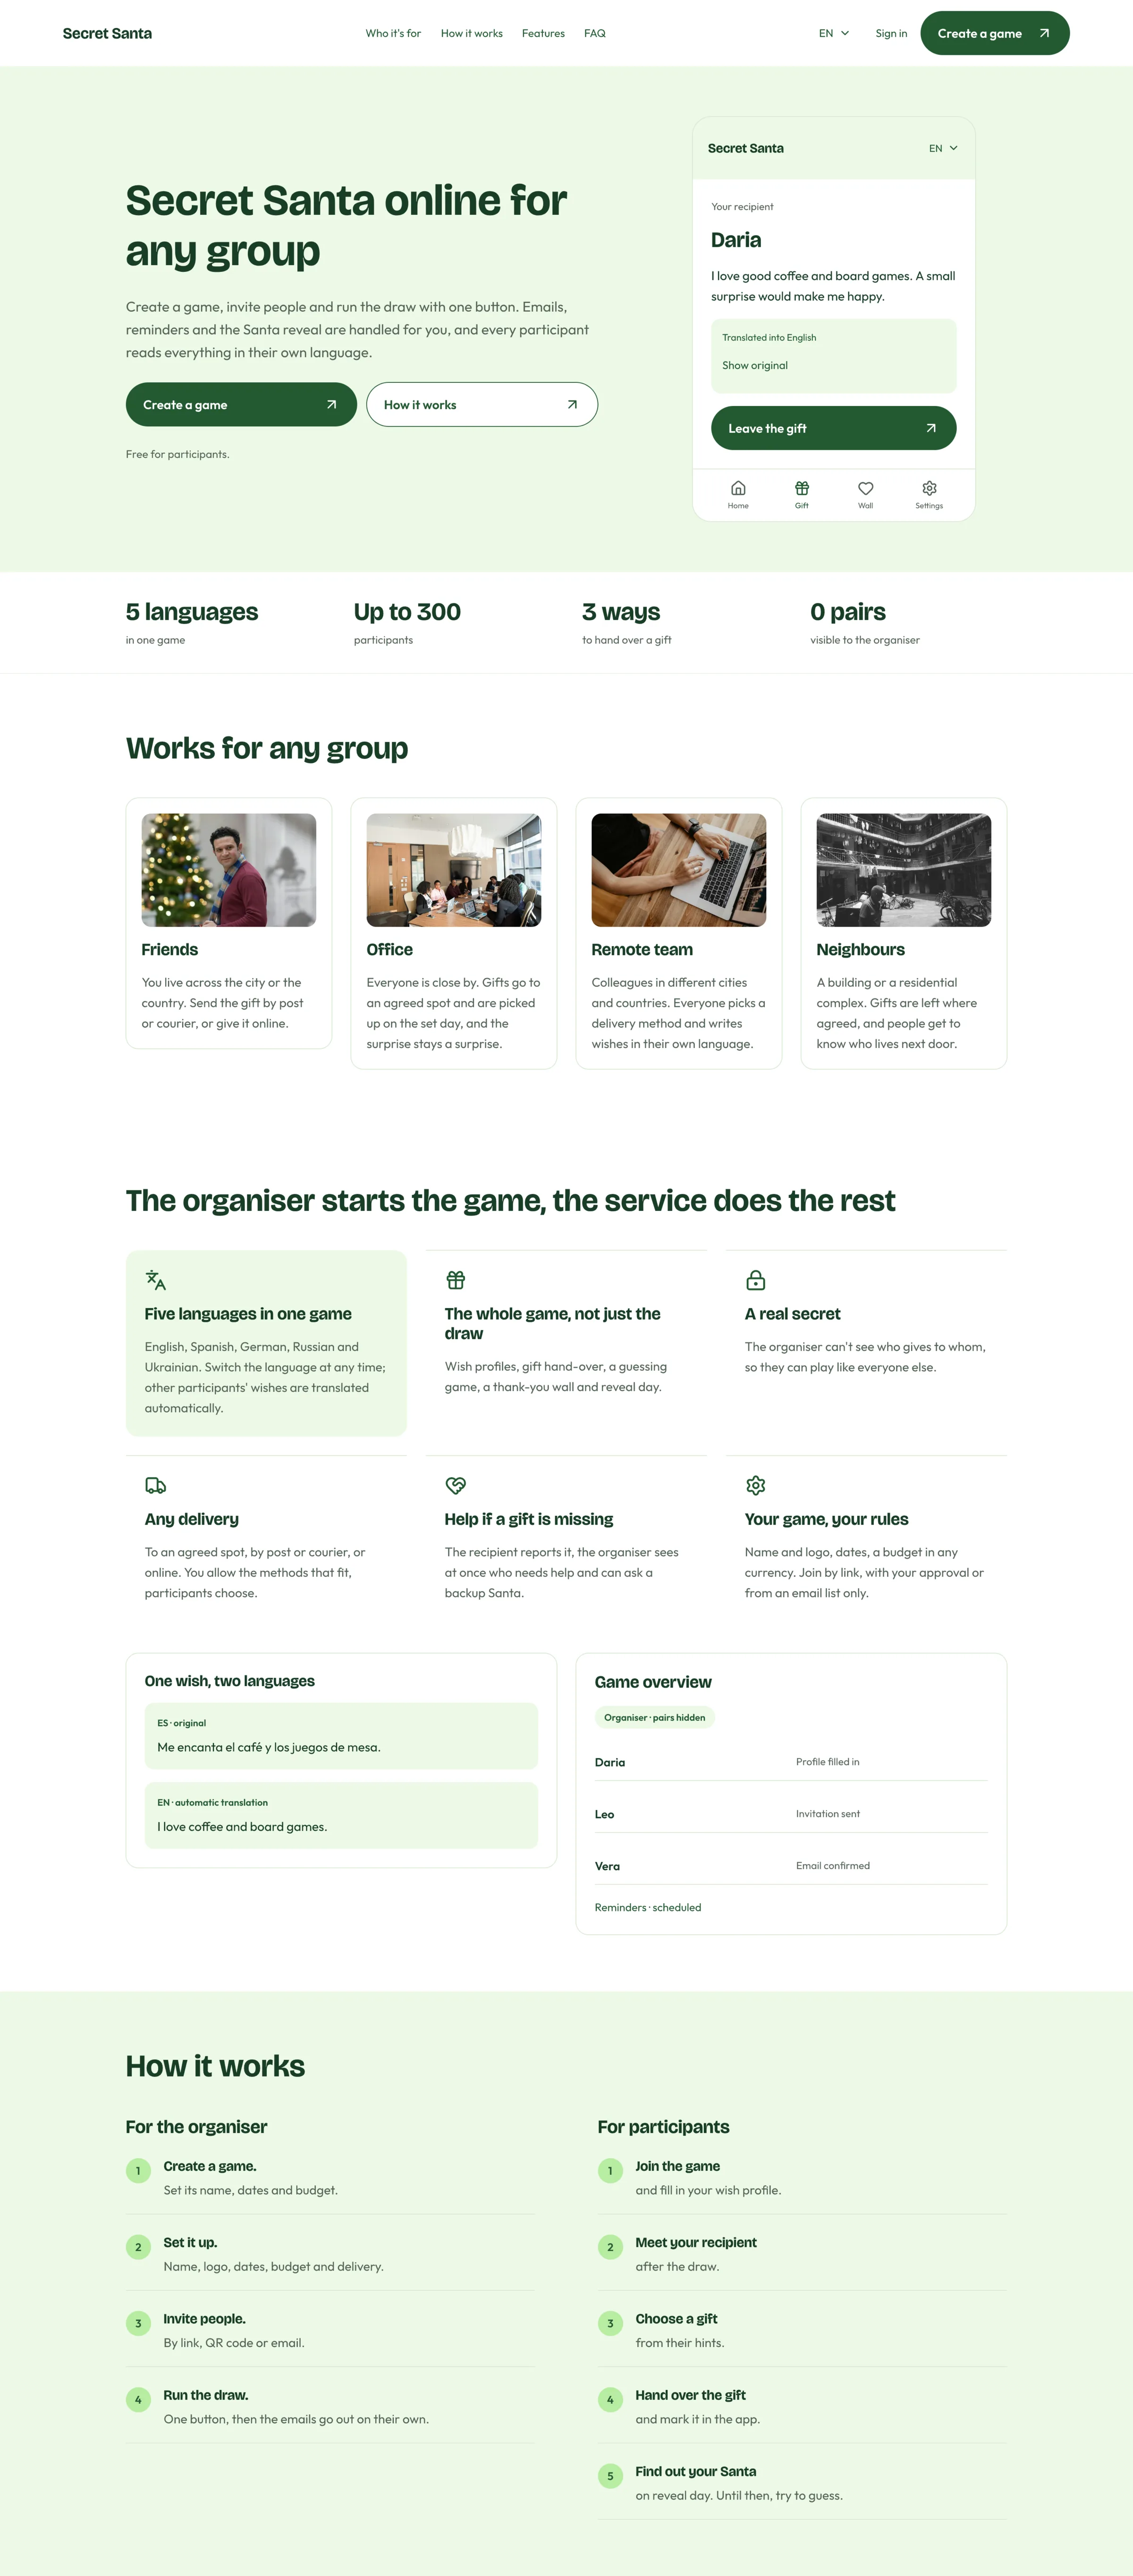 Secret Santa
Who it's for
How it works
Features
FAQ
EN
Sign in
Create a game
Secret Santa online for
any group
Create a game, invite people and run the draw with one button. Emails,
reminders and the Santa reveal are handled for you, and every participant
reads everything in their own language.
Create a game
How it works
Free for participants.
Secret Santa
EN
Your recipient
Daria
I love good coffee and board games. A small
surprise would make me happy.
Translated into English
Show original
Leave the gift
Home
Gift
Wall
Settings
5 languages
in one game
Up to 300
participants
3 ways
to hand over a gift
0 pairs
visible to the organiser
Works for any group
Friends
You live across the city or the
country. Send the gift by post
or courier, or give it online.
Office
Everyone is close by. Gifts go to
an agreed spot and are picked
up on the set day, and the
surprise stays a surprise.
Remote team
Colleagues in different cities
and countries. Everyone picks a
delivery method and writes
wishes in their own language.
Neighbours
A building or a residential
complex. Gifts are left where
agreed, and people get to
know who lives next door.
The organiser starts the game, the service does the rest
Five languages in one game
English, Spanish, German, Russian and
Ukrainian. Switch the language at any time;
other participants' wishes are translated
automatically.
The whole game, not just the
draw
Wish profiles, gift hand-over, a guessing
game, a thank-you wall and reveal day.
A real secret
The organiser can't see who gives to whom,
so they can play like everyone else.
Any delivery
To an agreed spot, by post or courier, or
online. You allow the methods that fit,
participants choose.
Help if a gift is missing
The recipient reports it, the organiser sees
at once who needs help and can ask a
backup Santa.
Your game, your rules
Name and logo, dates, a budget in any
currency. Join by link, with your approval or
from an email list only.
One wish, two languages
ES · original
Me encanta el café y los juegos de mesa.
EN · automatic translation
I love coffee and board games.
Game overview
Organiser · pairs hidden
Daria
Profile filled in
Leo
Invitation sent
Vera
Email confirmed
Reminders · scheduled
How it works
For the organiser
1
Create a game.
Set its name, dates and budget.
2
Set it up.
Name, logo, dates, budget and delivery.
3
Invite people.
By link, QR code or email.
4
Run the draw.
One button, then the emails go out on their own.
For participants
1
Join the game
and fill in your wish profile.
2
Meet your recipient
after the draw.
3
Choose a gift
from their hints.
4
Hand over the gift
and mark it in the app.
5
Find out your Santa
on reveal day. Until then, try to guess.